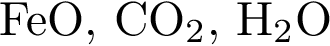 FeO, CO₂, H₂O